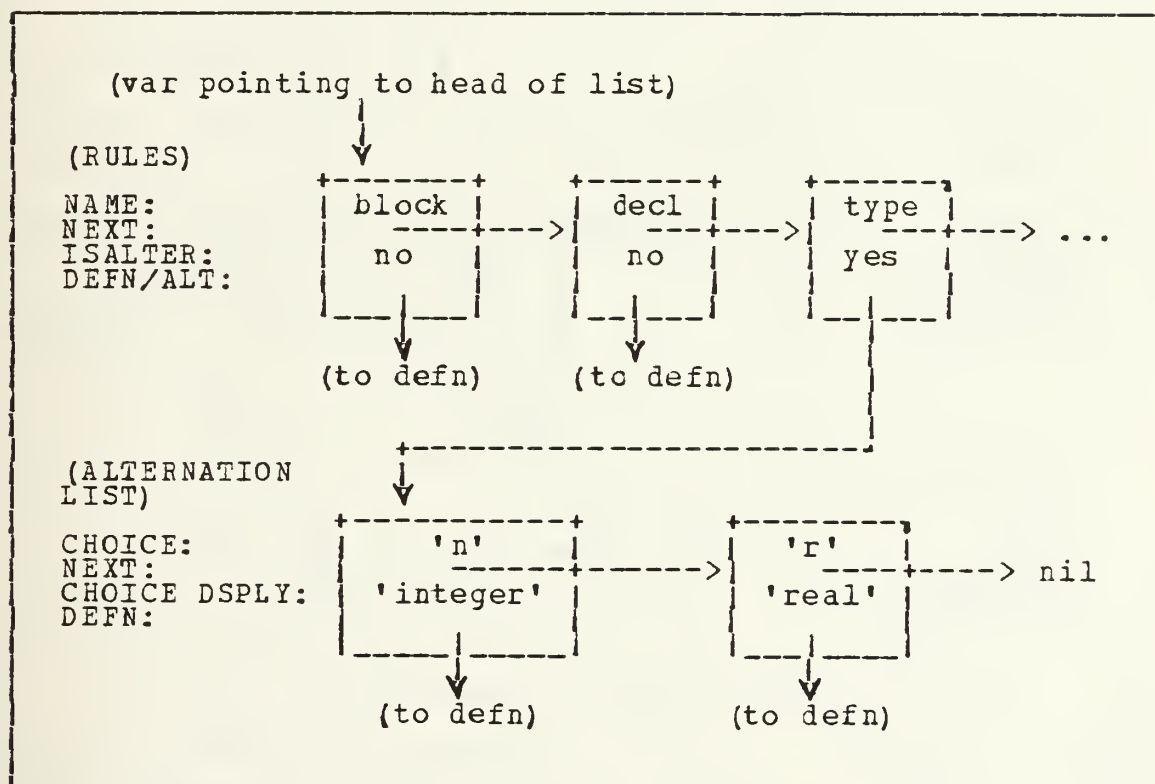 (var pointing to head of list)
(RULES)
NAME: block decl type
NEXT: ...
ISALTER: no no yes
DEFN/ALT:
(to defn) (to defn)
(ALTERNATION
LIST)
CHOICE: 'n' 'r'
NEXT: nil
CHOICE DSPLY: 'integer' 'real'
DEFN:
(to defn) (to defn)